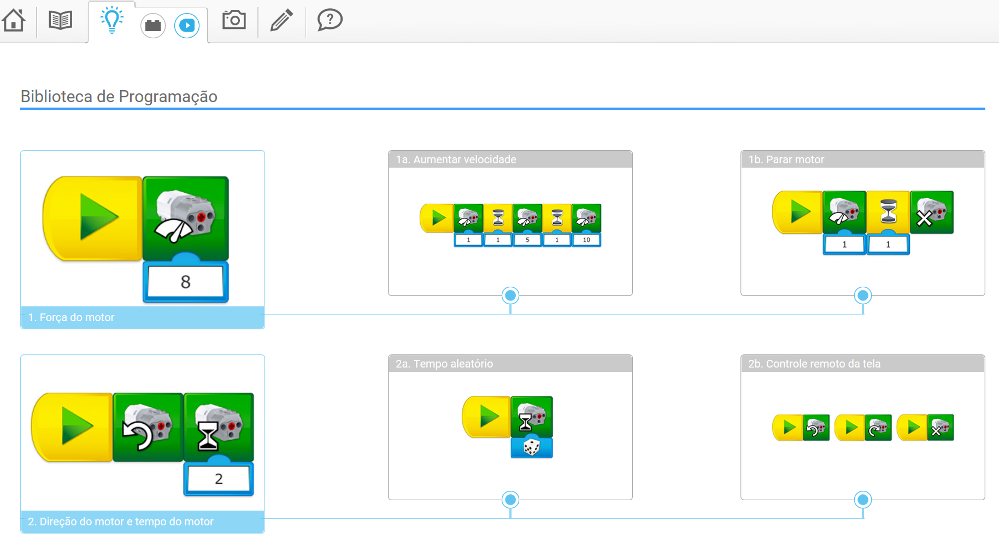 ?
Biblioteca de Programação
8
1. Força do motor
1a. Aumentar velocidade
1 1 5 1 10
1b. Parar motor
1 1
2
2. Direção do motor e tempo do motor
2a. Tempo aleatório
2b. Controle remoto da tela